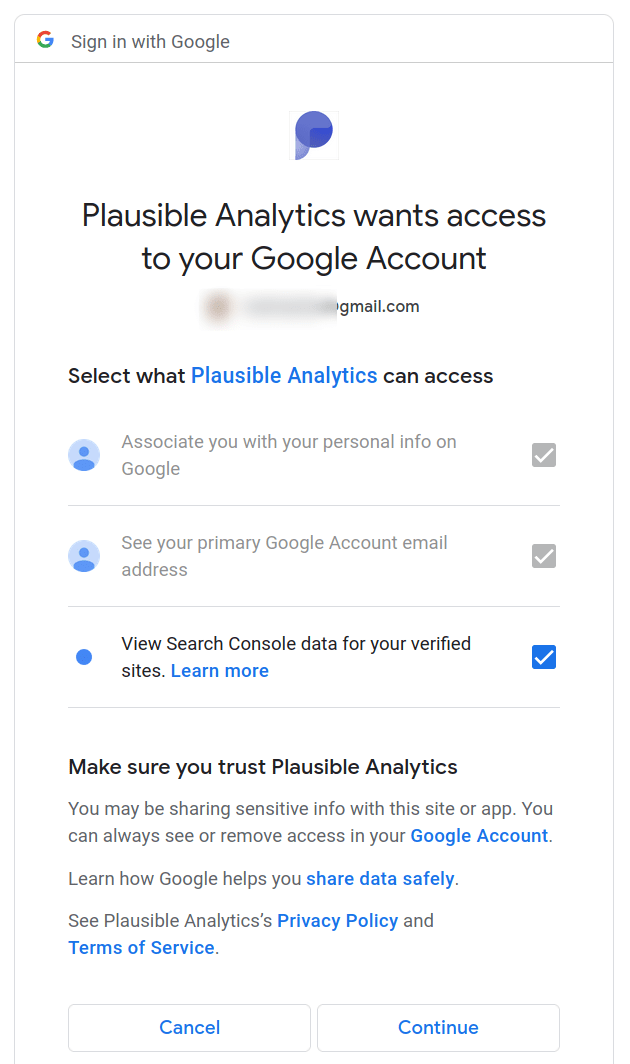 Sign in with Google
Plausible Analytics wants access
to your Google Account
@gmail.com
Select what Plausible Analytics can access
Associate you with your personal info on
Google
See your primary Google Account email
address
View Search Console data for your verified
sites. Learn more
Make sure you trust Plausible Analytics
You may be sharing sensitive info with this site or app. You
can always see or remove access in your Google Account.
Learn how Google helps you share data safely.
See Plausible Analytics’s Privacy Policy and
Terms of Service.
Cancel
Continue